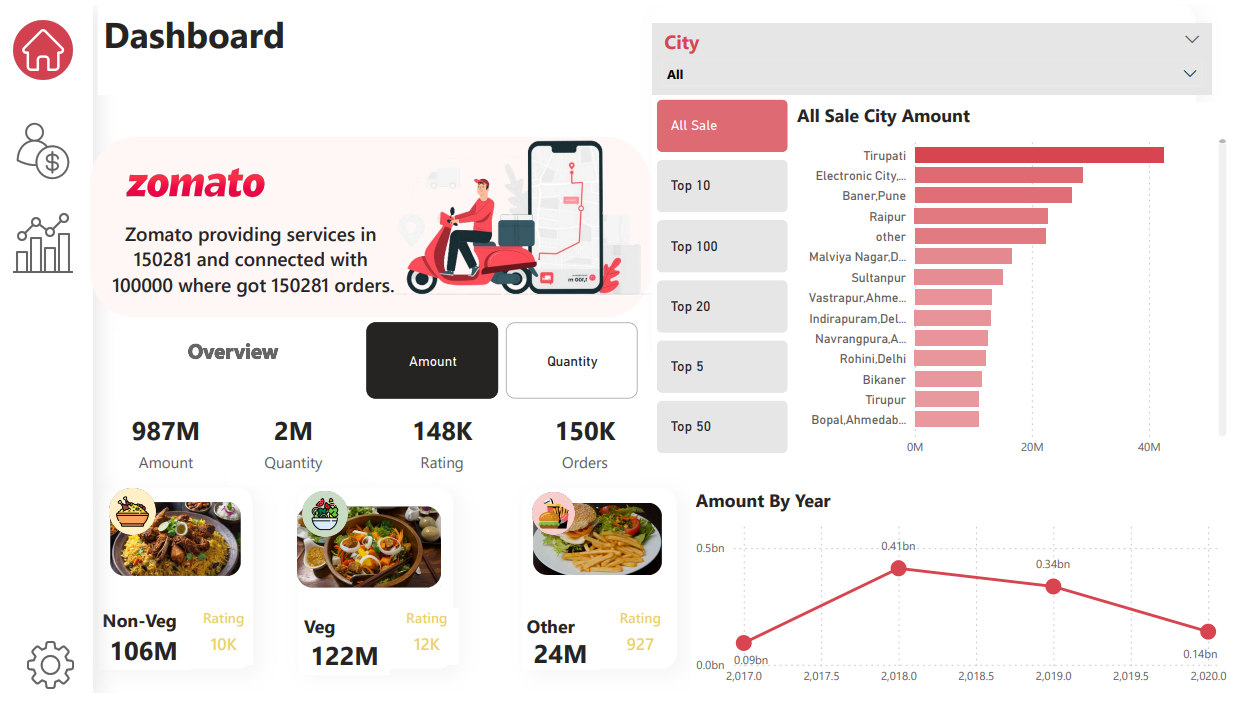 Dashboard
City
All
zomato
Zomato providing services in
150281 and connected with
100000 where got 150281 orders.
Overview
Amount
Quantity
987M
Amount
2M
Quantity
148K
Rating
150K
Orders
Non-Veg
106M
Rating
10K
Veg
122M
Rating
12K
Other
24M
Rating
927
All Sale
Top 10
Top 100
Top 20
Top 5
Top 50
All Sale City Amount
Tirupati
Electronic City,...
Baner,Pune
Raipur
other
Malviya Nagar,D...
Sultanpur
Vastrapur,Ahme...
Indirapuram,Del...
Navrangpura,A...
Rohini,Delhi
Bikaner
Tirupur
Bopal,Ahmedab...
0M 20M 40M
Amount By Year
0.5bn
0.0bn
0.09bn
0.41bn
0.34bn
0.14bn
2,017.0 2,017.5 2,018.0 2,018.5 2,019.0 2,019.5 2,020.0